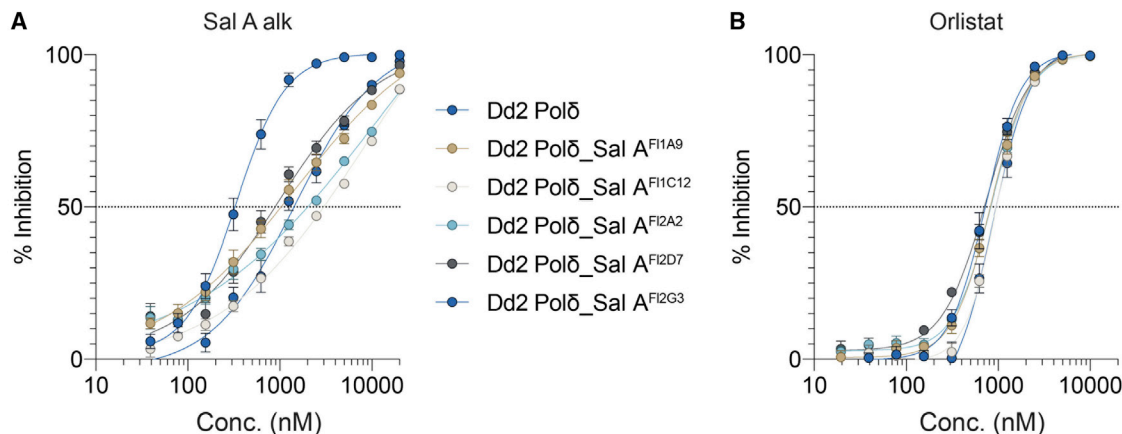 A
Sal A alk
% Inhibition
100
50
0
10
100
1000
10000
Conc. (nM)
Dd2 Polδ
Dd2 Polδ_Sal A^Fl1A9
Dd2 Polδ_Sal A^Fl1C12
Dd2 Polδ_Sal A^Fl2A2
Dd2 Polδ_Sal A^Fl2D7
Dd2 Polδ_Sal A^Fl2G3
B
Orlistat
% Inhibition
100
50
0
10
100
1000
10000
Conc. (nM)